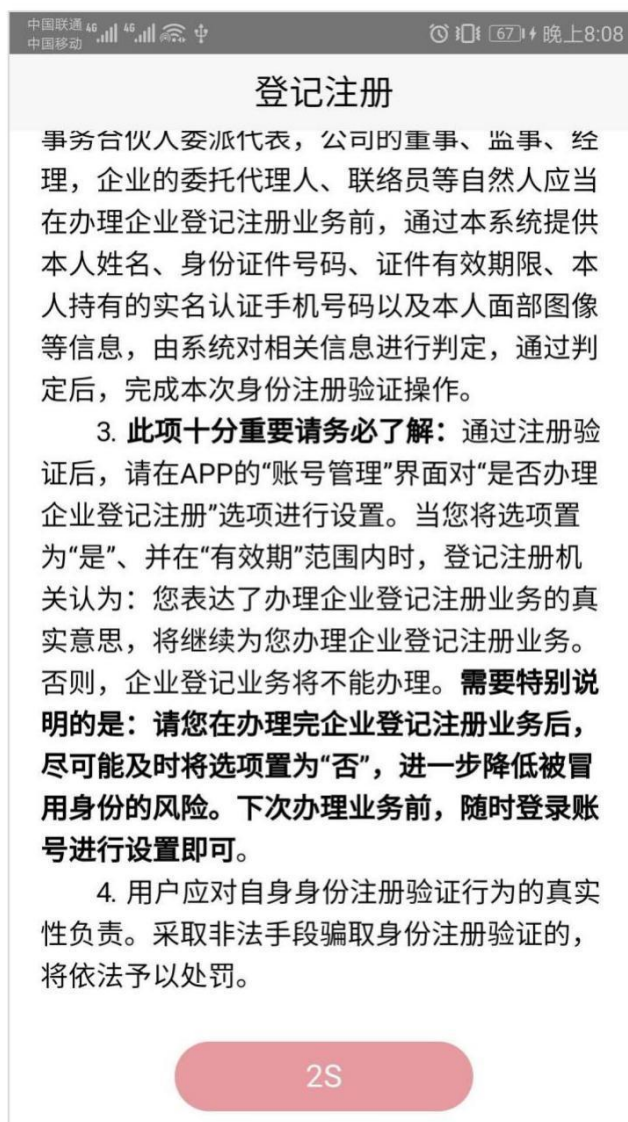 中国联通 4G 4G
中国移动
67 晚上8:08
登记注册
事务合伙人委派代表，公司的董事、监事、经
理，企业的委托代理人、联络员等自然人应当
在办理企业登记注册业务前，通过本系统提供
本人姓名、身份证件号码、证件有效期限、本
人持有的实名认证手机号码以及本人面部图像
等信息，由系统对相关信息进行判定，通过判
定后，完成本次身份注册验证操作。
3. 此项十分重要请务必了解：通过注册验
证后，请在APP的“账号管理”界面对“是否办理
企业登记注册”选项进行设置。当您将选项置
为“是”、并在“有效期”范围内时，登记注册机
关认为：您表达了办理企业登记注册业务的真
实意思，将继续为您办理企业登记注册业务。
否则，企业登记业务将不能办理。需要特别说
明的是：请您在办理完企业登记注册业务后，
尽可能及时将选项置为“否”，进一步降低被冒
用身份的风险。下次办理业务前，随时登录账
号进行设置即可。
4. 用户应对自身身份注册验证行为的真实
性负责。采取非法手段骗取身份注册验证的，
将依法予以处罚。
2S